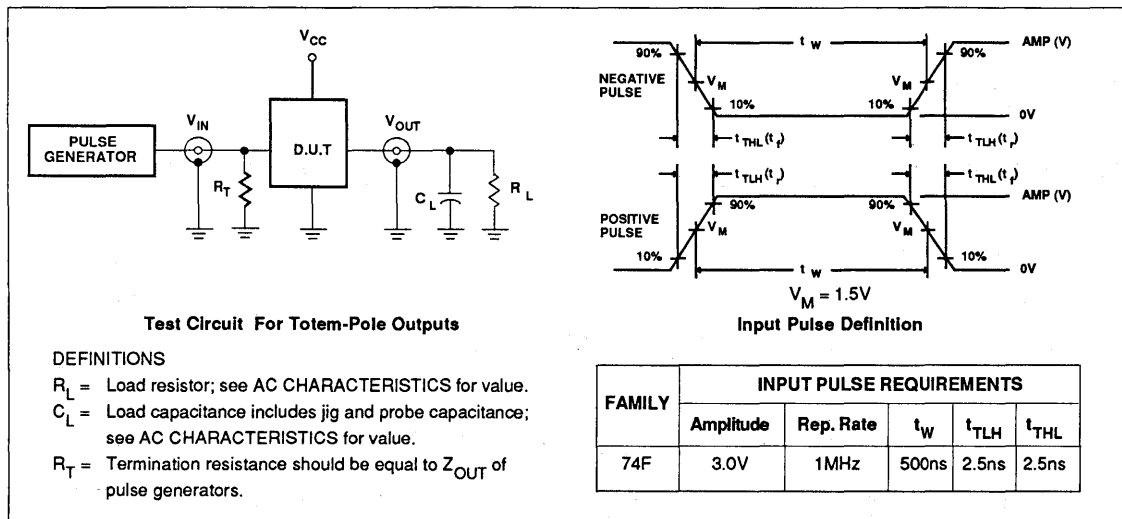 VCC
PULSE
GENERATOR
VIN
RT
D.U.T
VOUT
CL
RL
Test Circuit For Totem-Pole Outputs
DEFINITIONS
RL = Load resistor; see AC CHARACTERISTICS for value.
CL = Load capacitance includes jig and probe capacitance;
see AC CHARACTERISTICS for value.
RT = Termination resistance should be equal to ZOUT of
pulse generators.
tW
AMP (V)
90%
90%
NEGATIVE
PULSE
VM
VM
10%
10%
0V
tTHL(tf)
tTLH(tr)
tTLH(tr)
tTHL(tf)
AMP (V)
90%
90%
POSITIVE
PULSE
VM
VM
10%
10%
tW
0V
VM = 1.5V
Input Pulse Definition
FAMILY
INPUT PULSE REQUIREMENTS
Amplitude Rep. Rate tW tTLH tTHL
74F 3.0V 1MHz 500ns 2.5ns 2.5ns